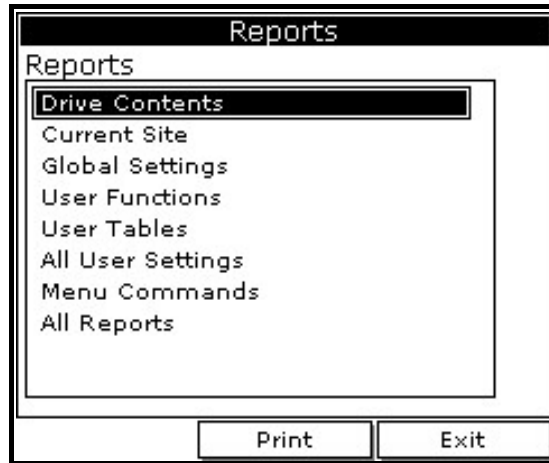 Reports
Reports
Drive Contents
Current Site
Global Settings
User Functions
User Tables
All User Settings
Menu Commands
All Reports
Print Exit